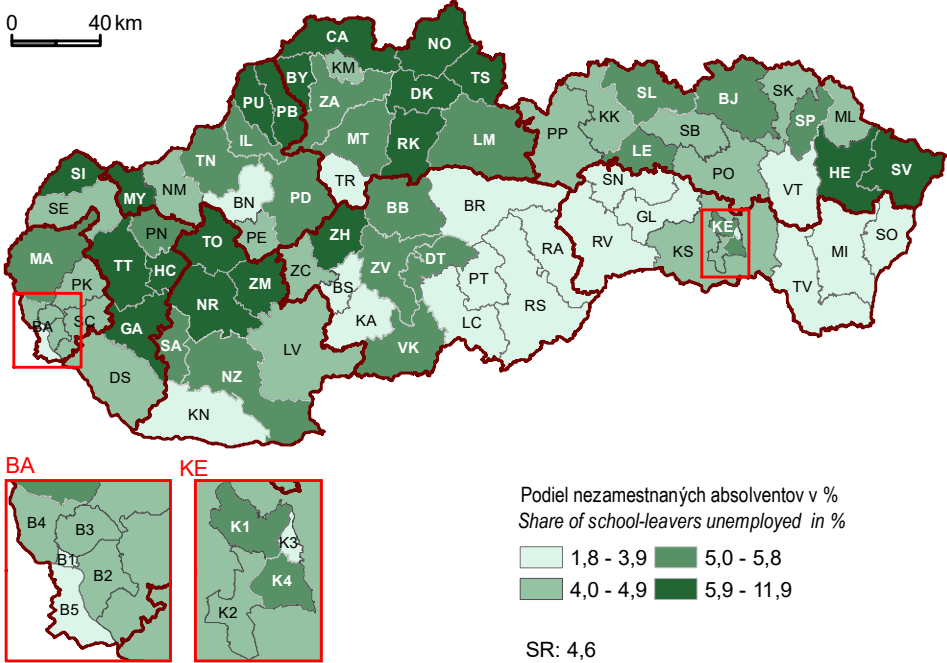 0 40 km
CA NO
KM BY TS
ZA DK
PU PB
SL BJ SK
IL MT RK LM PP KK SB SP ML
TN LE
SI NM TR SN PO VT HE SV
MY BN PD
SE BB BR GL
PN TO PE ZH KE SO
MA TT HC ZC ZV DT RA RV KS MI
PK ZM BS PT TV
NR
BA SC GA KA LC RS
SA LV VK
DS NZ
KN
BA KE
B4 B3
B1
B2
B5
K1
K3
K4
K2
Podiel nezamestnaných absolventov v %
Share of school-leavers unemployed in %
1,8 - 3,9 5,0 - 5,8
4,0 - 4,9 5,9 - 11,9
SR: 4,6